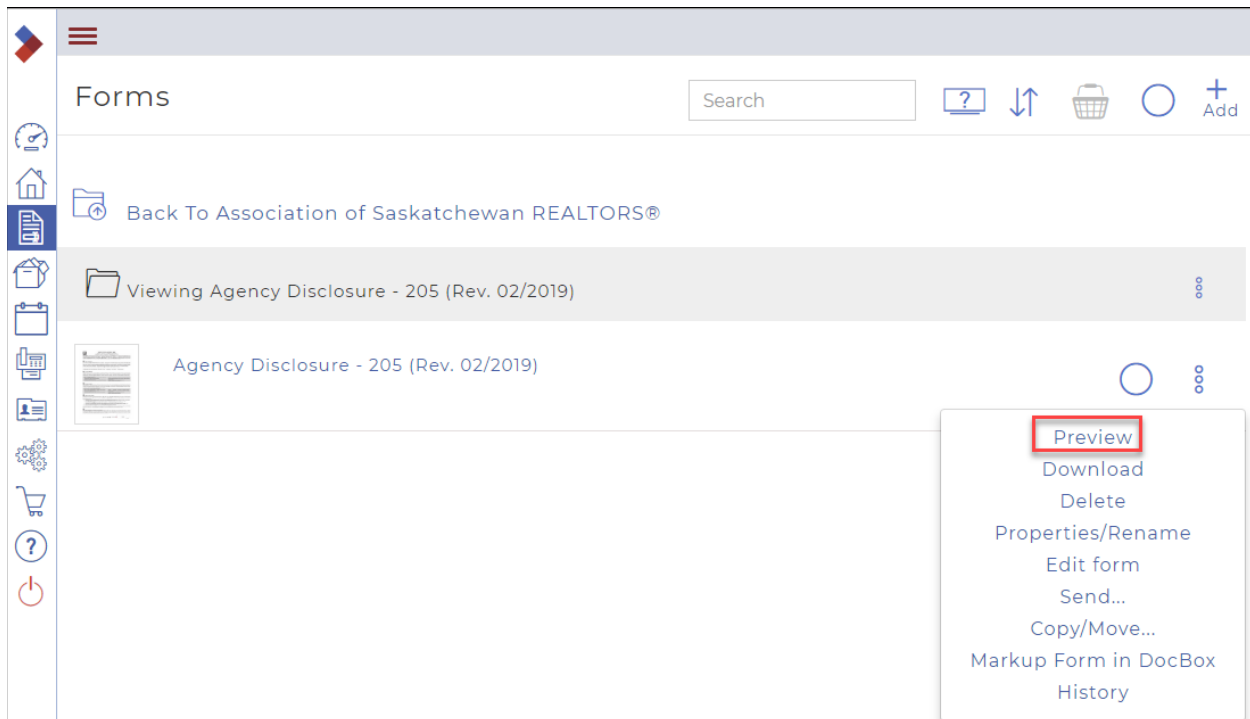 Forms
Search
?
Add
Back To Association of Saskatchewan REALTORS®
Viewing Agency Disclosure - 205 (Rev. 02/2019)
Agency Disclosure - 205 (Rev. 02/2019)
Preview
Download
Delete
Properties/Rename
Edit form
Send...
Copy/Move...
Markup Form in DocBox
History
?